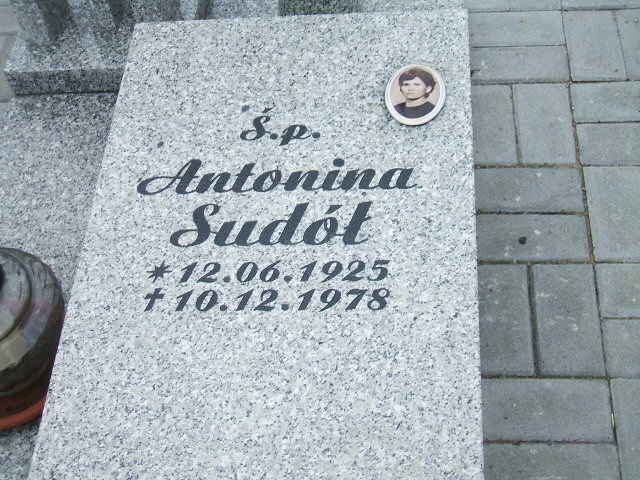 Ś.p.
Antonina
Sudół
* 12.06.1925
✝ 10.12.1978